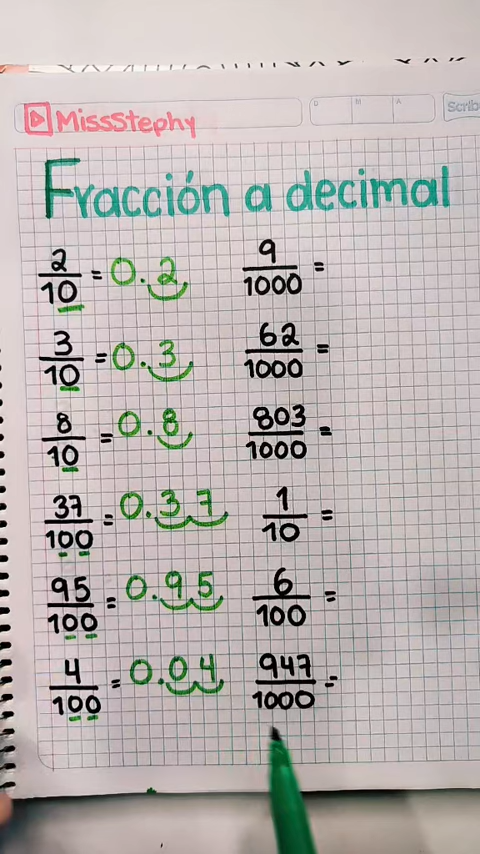 MissStephy
D M A
Scrib
Fracción a decimal
2/10 = 0.2
3/10 = 0.3
8/10 = 0.8
37/100 = 0.37
95/100 = 0.95
4/100 = 0.04
9/1000 =
62/1000 =
803/1000 =
1/10 =
6/100 =
947/1000 =